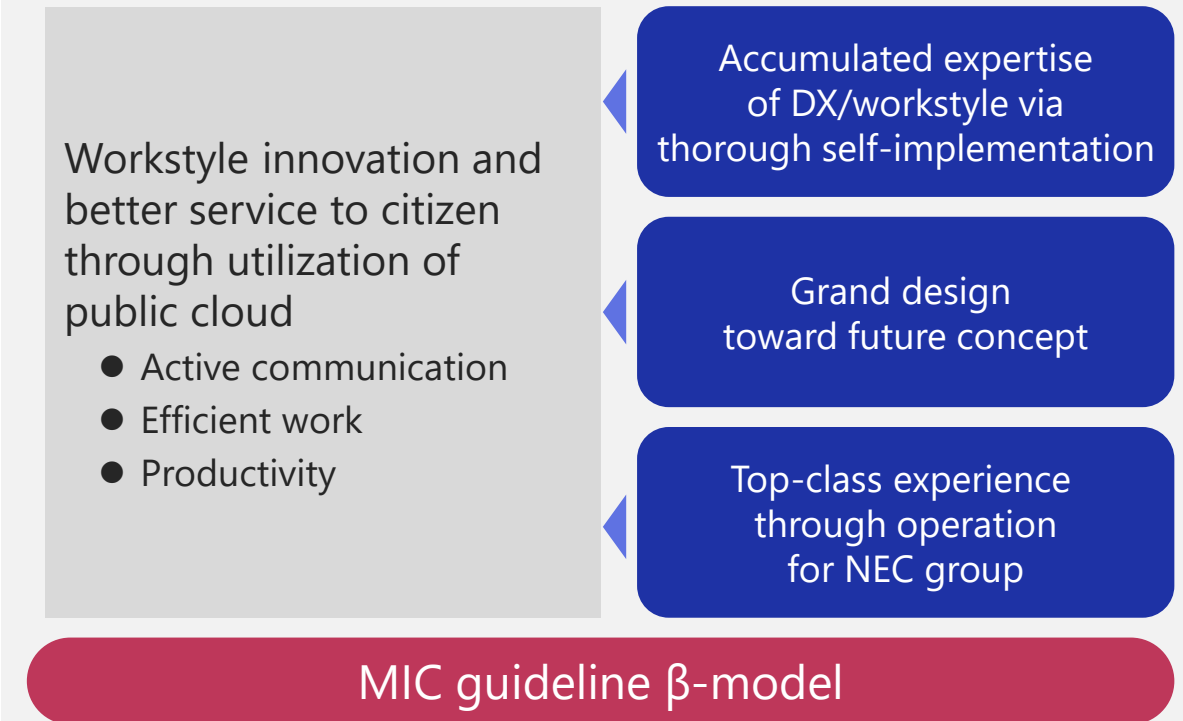 Workstyle innovation and
better service to citizen
through utilization of
public cloud
● Active communication
● Efficient work
● Productivity
Accumulated expertise
of DX/workstyle via
thorough self-implementation
Grand design
toward future concept
Top-class experience
through operation
for NEC group
MIC guideline β-model